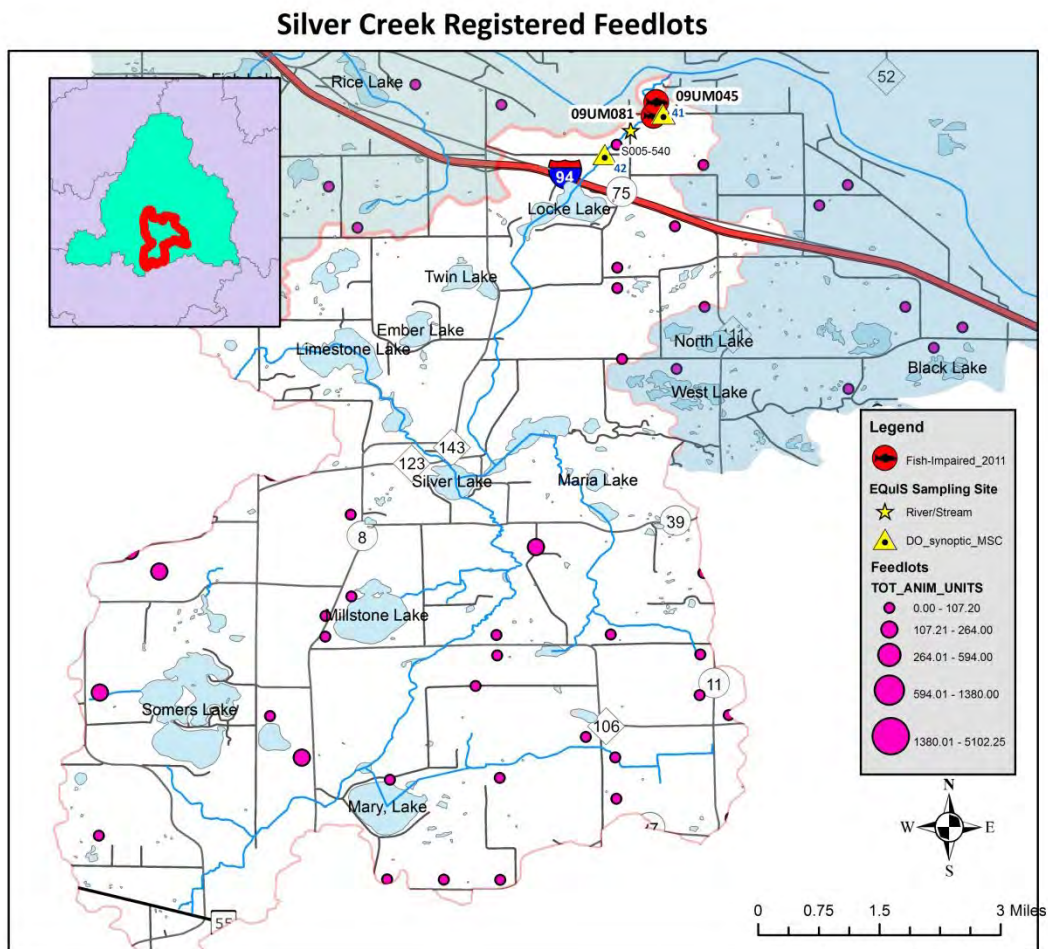 Silver Creek Registered Feedlots
Rice Lake
52
09UM045
09UM081
41
S005-540
42
94
75
Locke Lake
Twin Lake
Ember Lake
Limestone Lake
North Lake
West Lake
Black Lake
143
123
Silver Lake
Maria Lake
39
8
Millstone Lake
11
Somers Lake
106
Mary, Lake
55
Legend
Fish-Impaired_2011
EQuIS Sampling Site
River/Stream
DO_synoptic_MSC
Feedlots
TOT_ANIM_UNITS
0.00 - 107.20
107.21 - 264.00
264.01 - 594.00
594.01 - 1380.00
1380.01 - 5102.25
N
W E
S
0 0.75 1.5 3 Miles